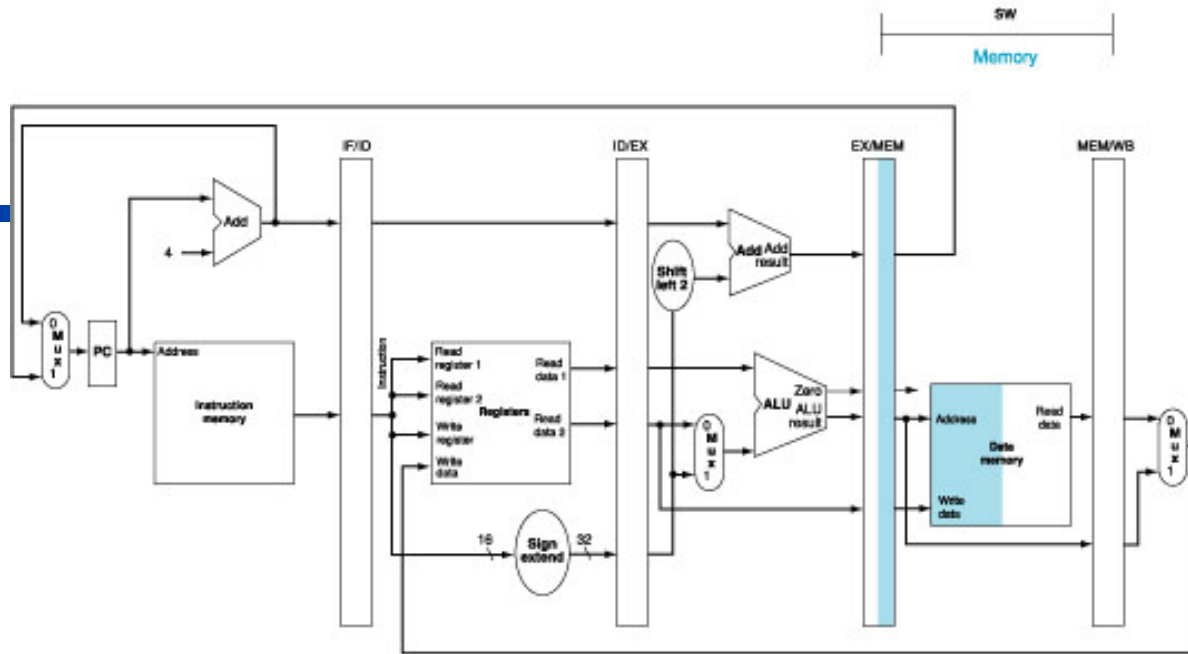 SW
Memory
IF/ID
ID/EX
EX/MEM
MEM/WB
Add
4
Add Add
result
Shift
left 2
0
M
u
x
1
PC
Address
Instruction
memory
Instruction
Read
register 1
Read
register 2
Write
register
Write
data
Registers
Read
data 1
Read
data 2
16
Sign
extend
32
0
M
u
x
1
Zero
ALU ALU
result
Address
Read
data
Data
memory
Write
data
0
M
u
x
1